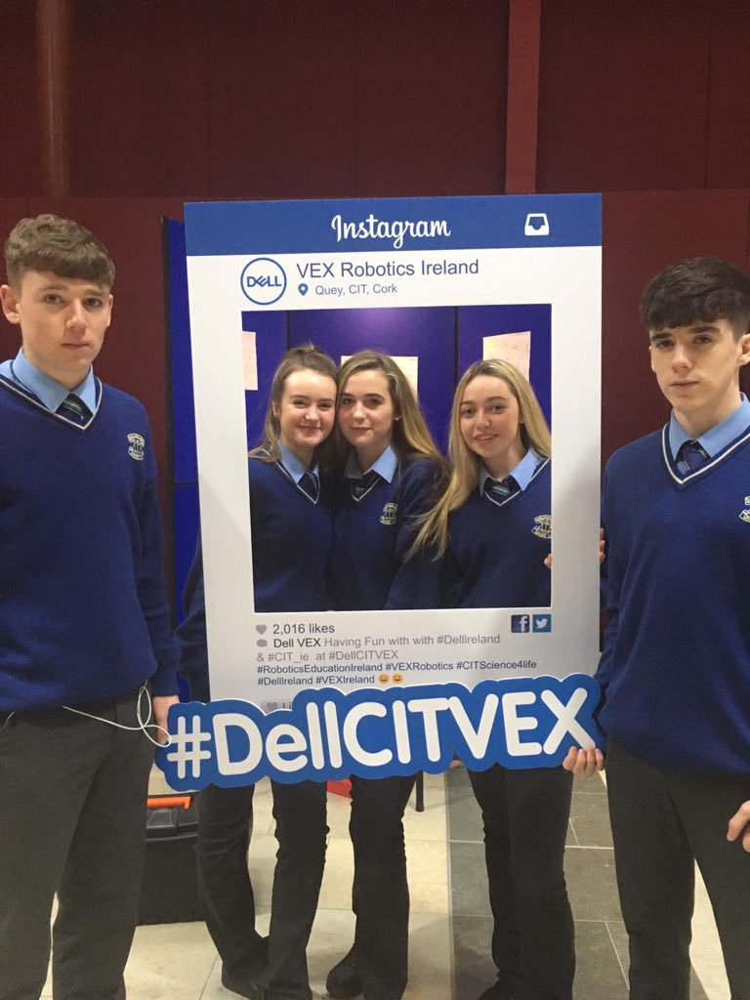 Instagram
DELL
VEX Robotics Ireland
Quey, CIT, Cork
2,016 likes
Dell VEX Having Fun with with #DellIreland
& #CIT_ie at #DellCITVEX
#RoboticsEducationIreland #VEXRobotics #CITScience4life
#DellIreland #VEXIreland
#DellCITVEX